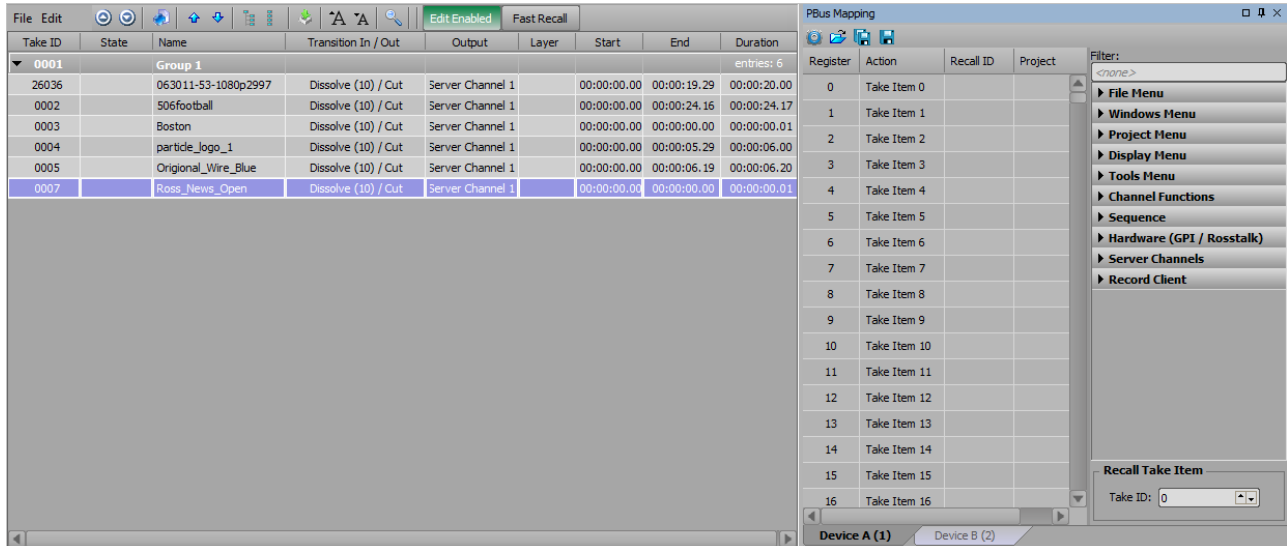 File Edit Edit Enabled Fast Recall
Take ID State Name Transition In / Out Output Layer Start End Duration
0001 Group 1 entries: 6
26036 063011-53-1080p2997 Dissolve (10) / Cut Server Channel 1 00:00:00.00 00:00:19.29 00:00:20.00
0002 506football Dissolve (10) / Cut Server Channel 1 00:00:00.00 00:00:24.16 00:00:24.17
0003 Boston Dissolve (10) / Cut Server Channel 1 00:00:00.00 00:00:00.00 00:00:00.01
0004 particle_logo_1 Dissolve (10) / Cut Server Channel 1 00:00:00.00 00:00:05.29 00:00:06.00
0005 Origional_Wire_Blue Dissolve (10) / Cut Server Channel 1 00:00:00.00 00:00:06.19 00:00:06.20
0007 Ross_News_Open Dissolve (10) / Cut Server Channel 1 00:00:00.00 00:00:00.00 00:00:00.01
PBus Mapping
Register Action Recall ID Project
0 Take Item 0
1 Take Item 1
2 Take Item 2
3 Take Item 3
4 Take Item 4
5 Take Item 5
6 Take Item 6
7 Take Item 7
8 Take Item 8
9 Take Item 9
10 Take Item 10
11 Take Item 11
12 Take Item 12
13 Take Item 13
14 Take Item 14
15 Take Item 15
16 Take Item 16
Device A (1) Device B (2)
Filter:
<none>
File Menu
Windows Menu
Project Menu
Display Menu
Tools Menu
Channel Functions
Sequence
Hardware (GPI / Rosstalk)
Server Channels
Record Client
Recall Take Item
Take ID: 0